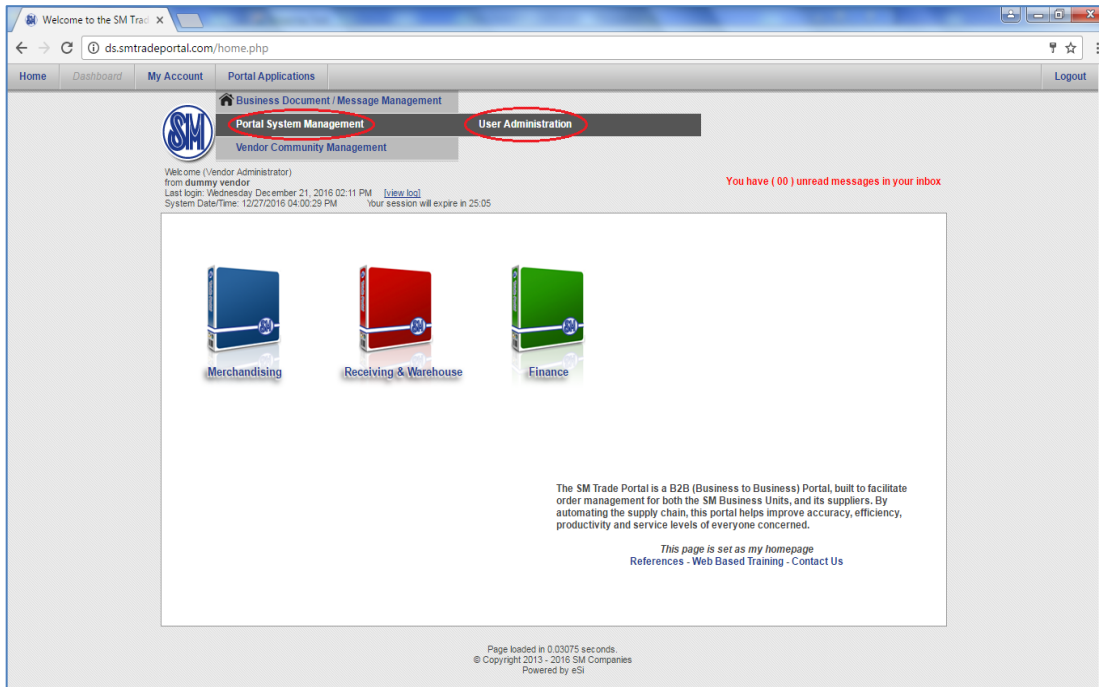 Welcome to the SM Trad
ds.smtradeportal.com/home.php
Home Dashboard My Account Portal Applications Logout
Business Document / Message Management
Portal System Management User Administration
Vendor Community Management
SM
Welcome (Vendor Administrator)
from dummy vendor
Last login: Wednesday December 21, 2016 02:11 PM [view log]
System Date/Time: 12/27/2016 04:00:29 PM Your session will expire in 25:05
You have ( 00 ) unread messages in your inbox
SM SM SM
Merchandising Receiving & Warehouse Finance
The SM Trade Portal is a B2B (Business to Business) Portal, built to facilitate
order management for both the SM Business Units, and its suppliers. By
automating the supply chain, this portal helps improve accuracy, efficiency,
productivity and service levels of everyone concerned.
This page is set as my homepage
References - Web Based Training - Contact Us
Page loaded in 0.03075 seconds.
© Copyright 2013 - 2016 SM Companies
Powered by eSi